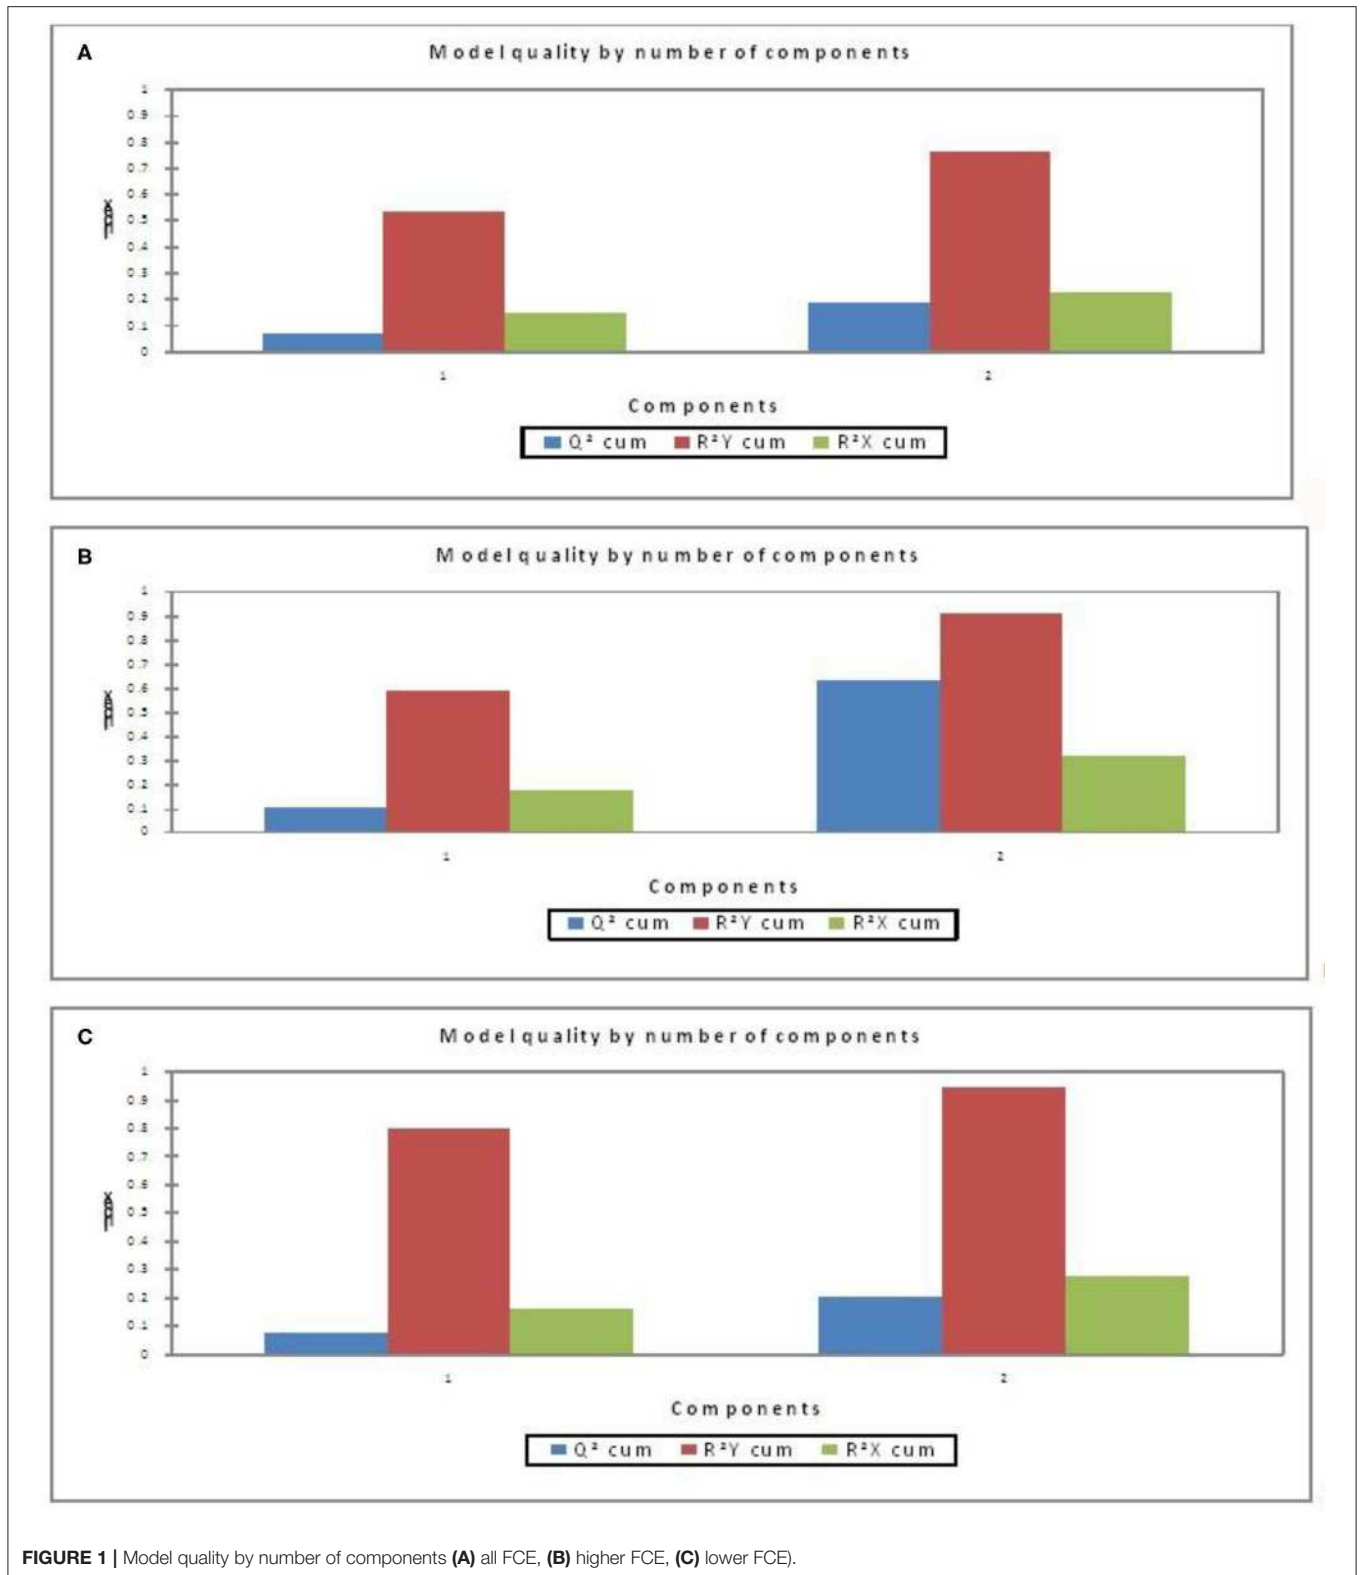 A
Model quality by number of components
1
0.9
0.8
0.7
0.6
0.5
0.4
0.3
0.2
0.1
0
1 2
Components
Q² cum R²Y cum R²X cum
B
Model quality by number of components
1
0.9
0.8
0.7
0.6
0.5
0.4
0.3
0.2
0.1
0
1 2
Components
Q² cum R²Y cum R²X cum
C
Model quality by number of components
1
0.9
0.8
0.7
0.6
0.5
0.4
0.3
0.2
0.1
0
1 2
Components
Q² cum R²Y cum R²X cum
FIGURE 1 | Model quality by number of components (A) all FCE, (B) higher FCE, (C) lower FCE).